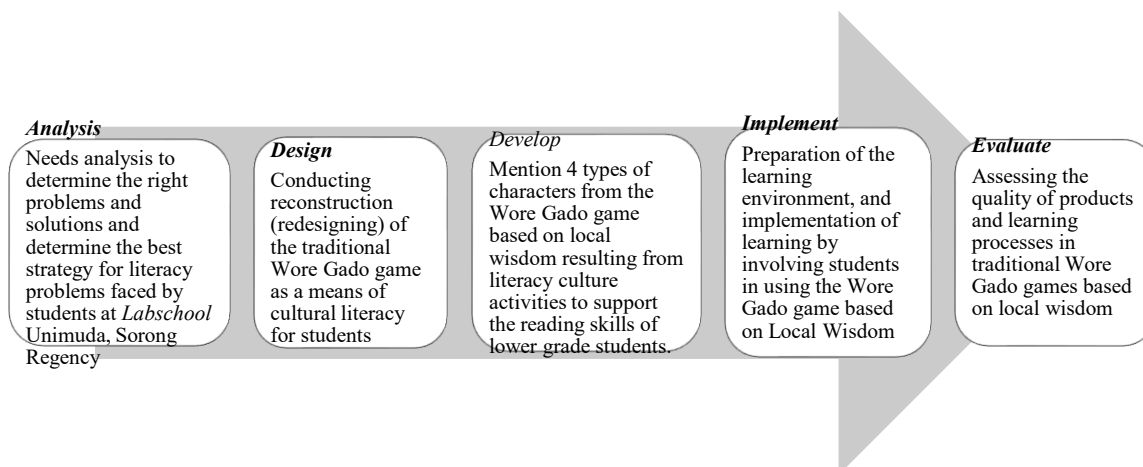 Analysis
Needs analysis to
determine the right
problems and
solutions and
determine the best
strategy for literacy
problems faced by
students at Labschool
Unimuda, Sorong
Regency
Design
Conducting
reconstruction
(redesigning) of
the traditional
Wore Gado game
as a means of
cultural literacy
for students
Develop
Mention 4 types of
characters from the
Wore Gado game
based on local
wisdom resulting from
literacy culture
activities to support
the reading skills of
lower grade students.
Implement
Preparation of the
learning
environment, and
implementation of
learning by
involving students
in using the Wore
Gado game based
on Local Wisdom
Evaluate
Assessing the
quality of products
and learning
processes in
traditional Wore
Gado games based
on local wisdom